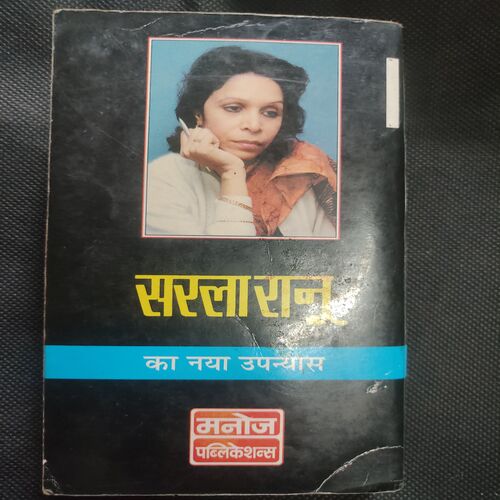 सरला रानू
का नया उपन्यास
मनोज
पब्लिकेशन्स